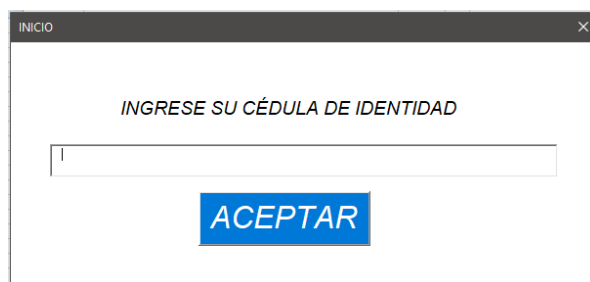 INICIO
INGRESE SU CÉDULA DE IDENTIDAD
ACEPTAR